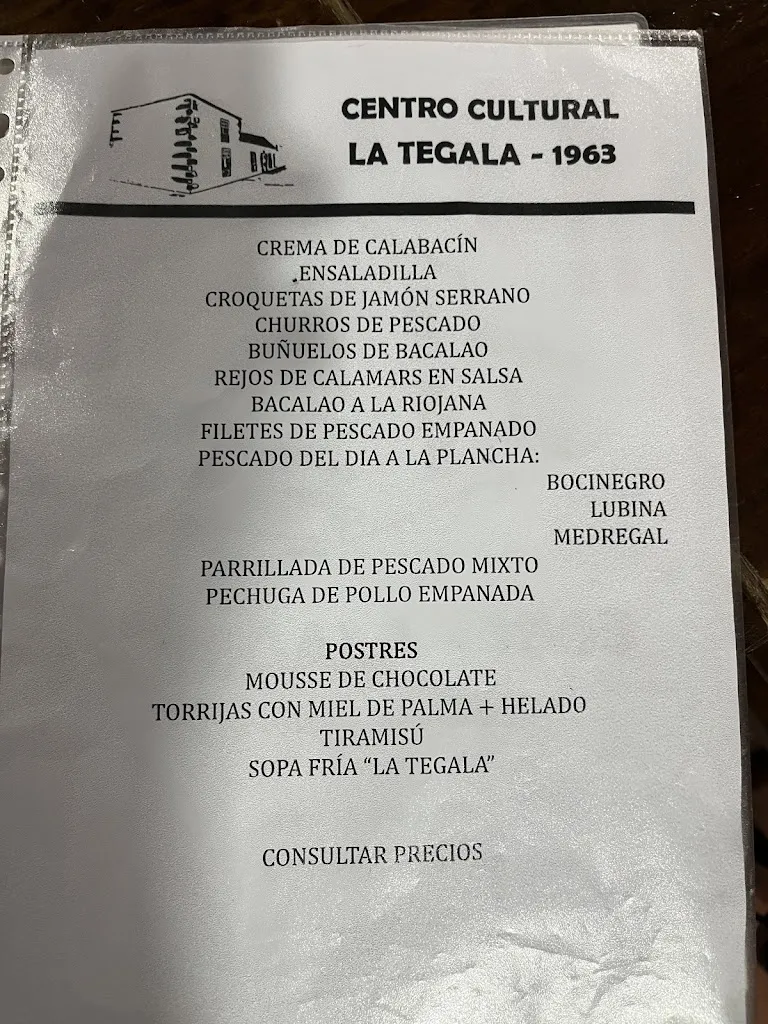 CENTRO CULTURAL
LA TEGALA - 1963
CREMA DE CALABACÍN
.ENSALADILLA
CROQUETAS DE JAMÓN SERRANO
CHURROS DE PESCADO
BUÑUELOS DE BACALAO
REJOS DE CALAMARS EN SALSA
BACALAO A LA RIOJANA
FILETES DE PESCADO EMPANADO
PESCADO DEL DIA A LA PLANCHA:
BOCINEGRO
LUBINA
MEDREGAL
PARRILLADA DE PESCADO MIXTO
PECHUGA DE POLLO EMPANADA
POSTRES
MOUSSE DE CHOCOLATE
TORRIJAS CON MIEL DE PALMA + HELADO
TIRAMISÚ
SOPA FRÍA “LA TEGALA”
CONSULTAR PRECIOS